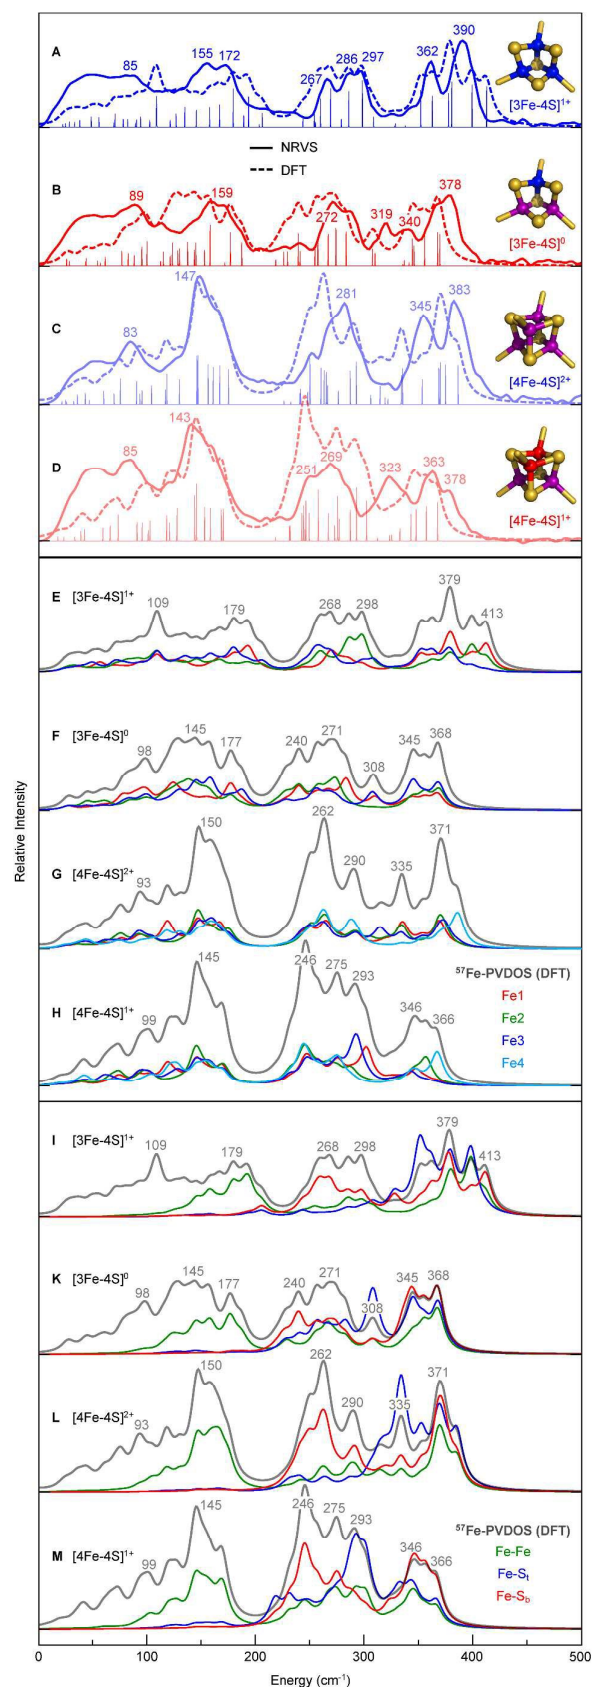 A
85
155
172
267
286
297
362
390
[3Fe-4S]1+
NRVS
DFT
B
89
159
272
319
340
378
[3Fe-4S]0
C
83
147
281
345
383
[4Fe-4S]2+
D
85
143
251
269
323
363
378
[4Fe-4S]1+
E [3Fe-4S]1+
109
179
268
298
379
413
F [3Fe-4S]0
98
145
177
240
271
308
345
368
G [4Fe-4S]2+
93
150
262
290
335
371
57Fe-PVDOS (DFT)
Fe1
Fe2
Fe3
Fe4
H [4Fe-4S]1+
99
145
246
275
293
346
366
I [3Fe-4S]1+
109
179
268
298
379
413
K [3Fe-4S]0
98
145
177
240
271
308
345
368
L [4Fe-4S]2+
93
150
262
290
335
371
57Fe-PVDOS (DFT)
Fe-Fe
Fe-St
Fe-Sb
M [4Fe-4S]1+
99
145
246
275
293
346
366
Relative Intensity
0 100 200 300 400 500
Energy (cm-1)